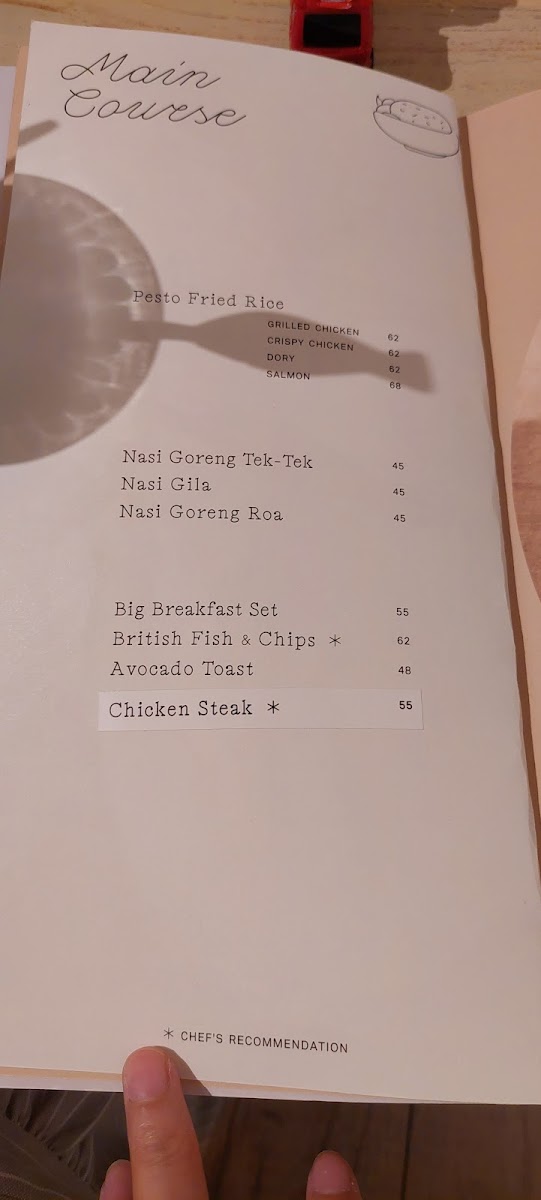 Main
Course
Pesto Fried Rice
GRILLED CHICKEN 62
CRISPY CHICKEN 62
DORY 62
SALMON 68
Nasi Goreng Tek-Tek 45
Nasi Gila 45
Nasi Goreng Roa 45
Big Breakfast Set 55
British Fish & Chips * 62
Avocado Toast 48
Chicken Steak * 55
* CHEF'S RECOMMENDATION